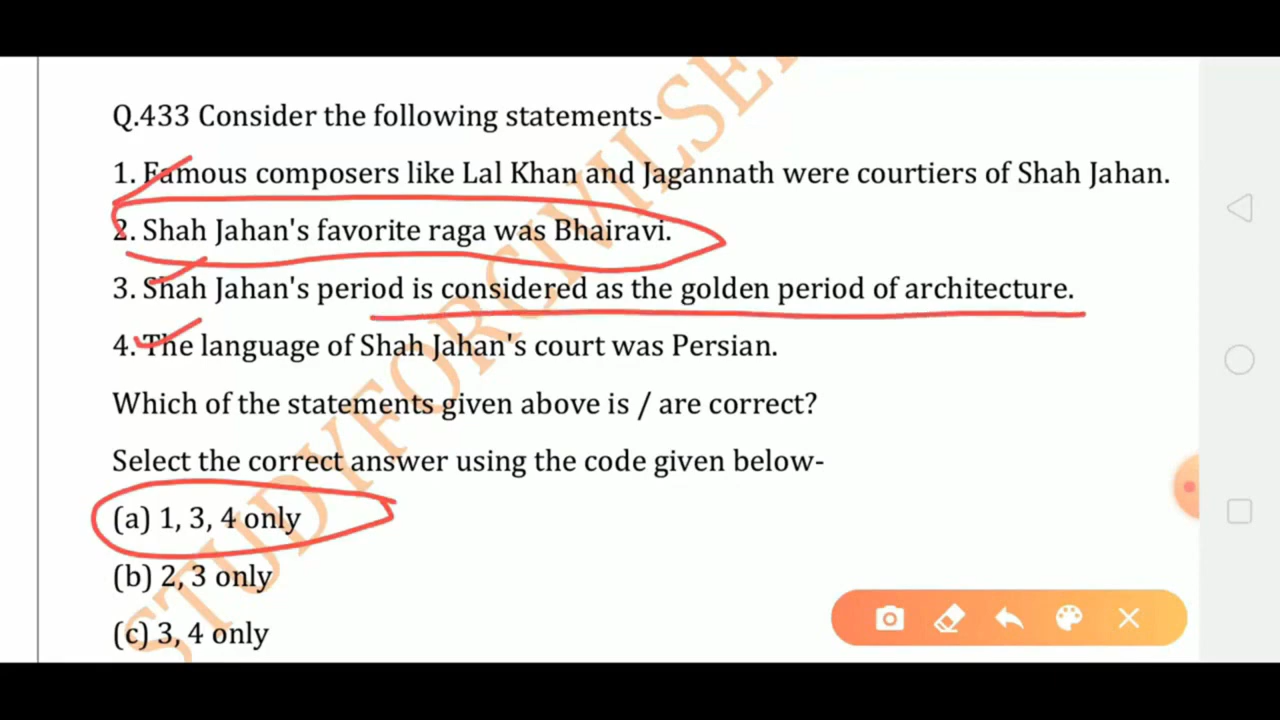 Q.433 Consider the following statements-
1. Famous composers like Lal Khan and Jagannath were courtiers of Shah Jahan.
2. Shah Jahan's favorite raga was Bhairavi.
3. Shah Jahan's period is considered as the golden period of architecture.
4. The language of Shah Jahan's court was Persian.
Which of the statements given above is / are correct?
Select the correct answer using the code given below-
(a) 1, 3, 4 only
(b) 2, 3 only
(c) 3, 4 only
STUDYFORCIVILSE